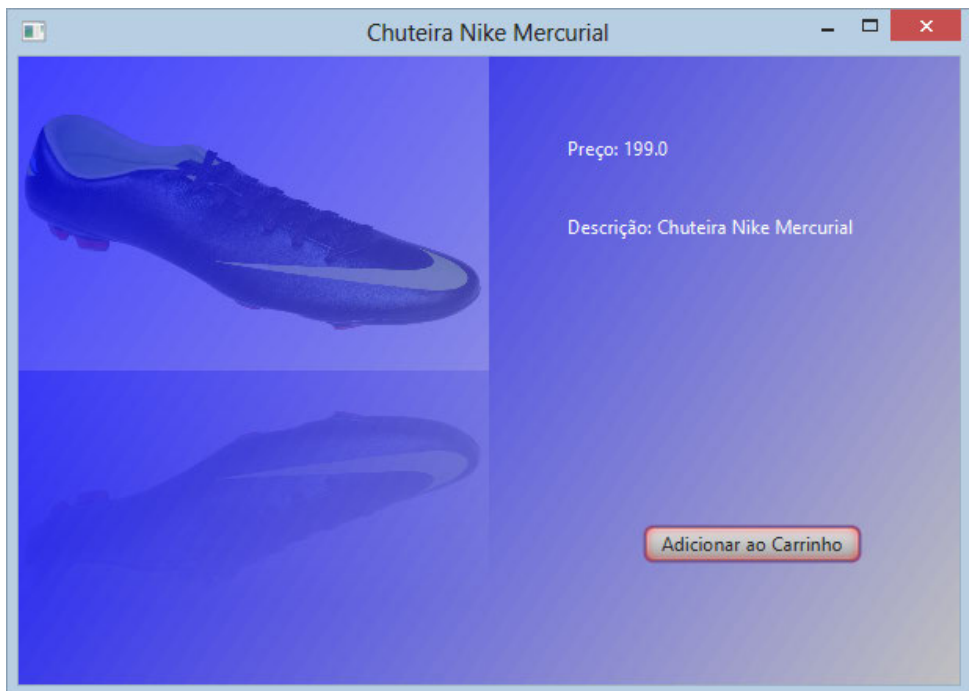 Chuteira Nike Mercurial
Preço: 199.0
Descrição: Chuteira Nike Mercurial
Adicionar ao Carrinho